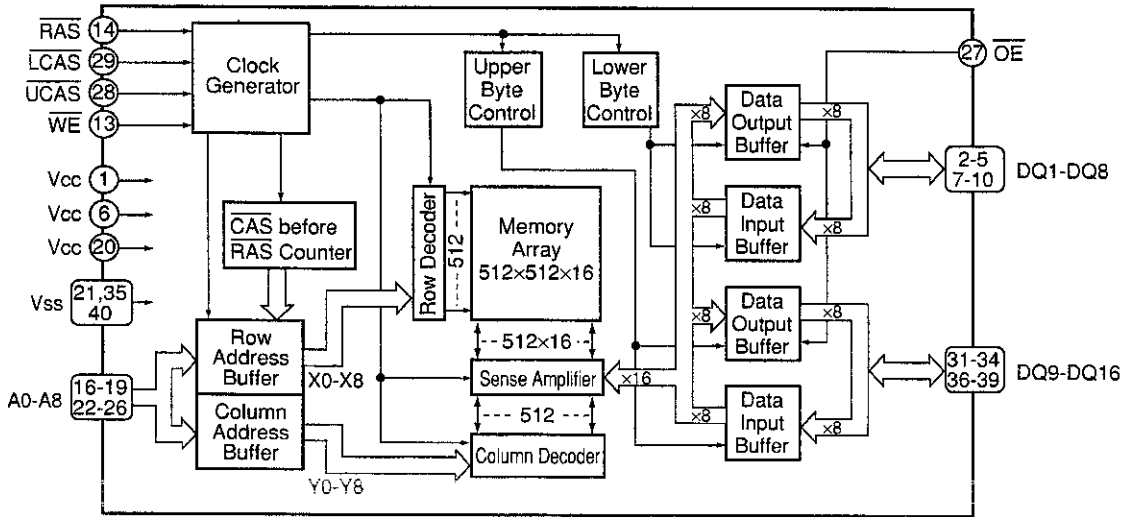 RAS 14
LCAS 29
UCAS 28
WE 13
Vcc 1
Vcc 6
Vcc 20
Vss 21,35
40
A0-A8 16-19
22-26
Clock
Generator
CAS before
RAS Counter
Row
Address
Buffer
Column
Address
Buffer
X0-X8
Y0-Y8
Row Decoder
512
Memory
Array
512×512×16
512×16
Sense Amplifier
512
Column Decoder
Upper
Byte
Control
Lower
Byte
Control
×16
×8
Data
Output
Buffer
×8
×8
Data
Input
Buffer
×8
×8
Data
Output
Buffer
×8
×8
Data
Input
Buffer
×8
27 OE
2-5
7-10
DQ1-DQ8
31-34
36-39
DQ9-DQ16